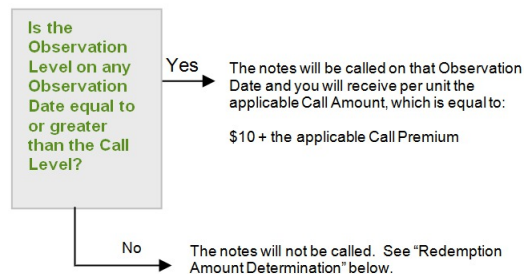 Is the
Observation
Level on any
Observation
Date equal to
or greater
than the Call
Level?
Yes
The notes will be called on that Observation
Date and you will receive per unit the
applicable Call Amount, which is equal to:
$10 + the applicable Call Premium
No
The notes will not be called. See “Redemption
Amount Determination” below.